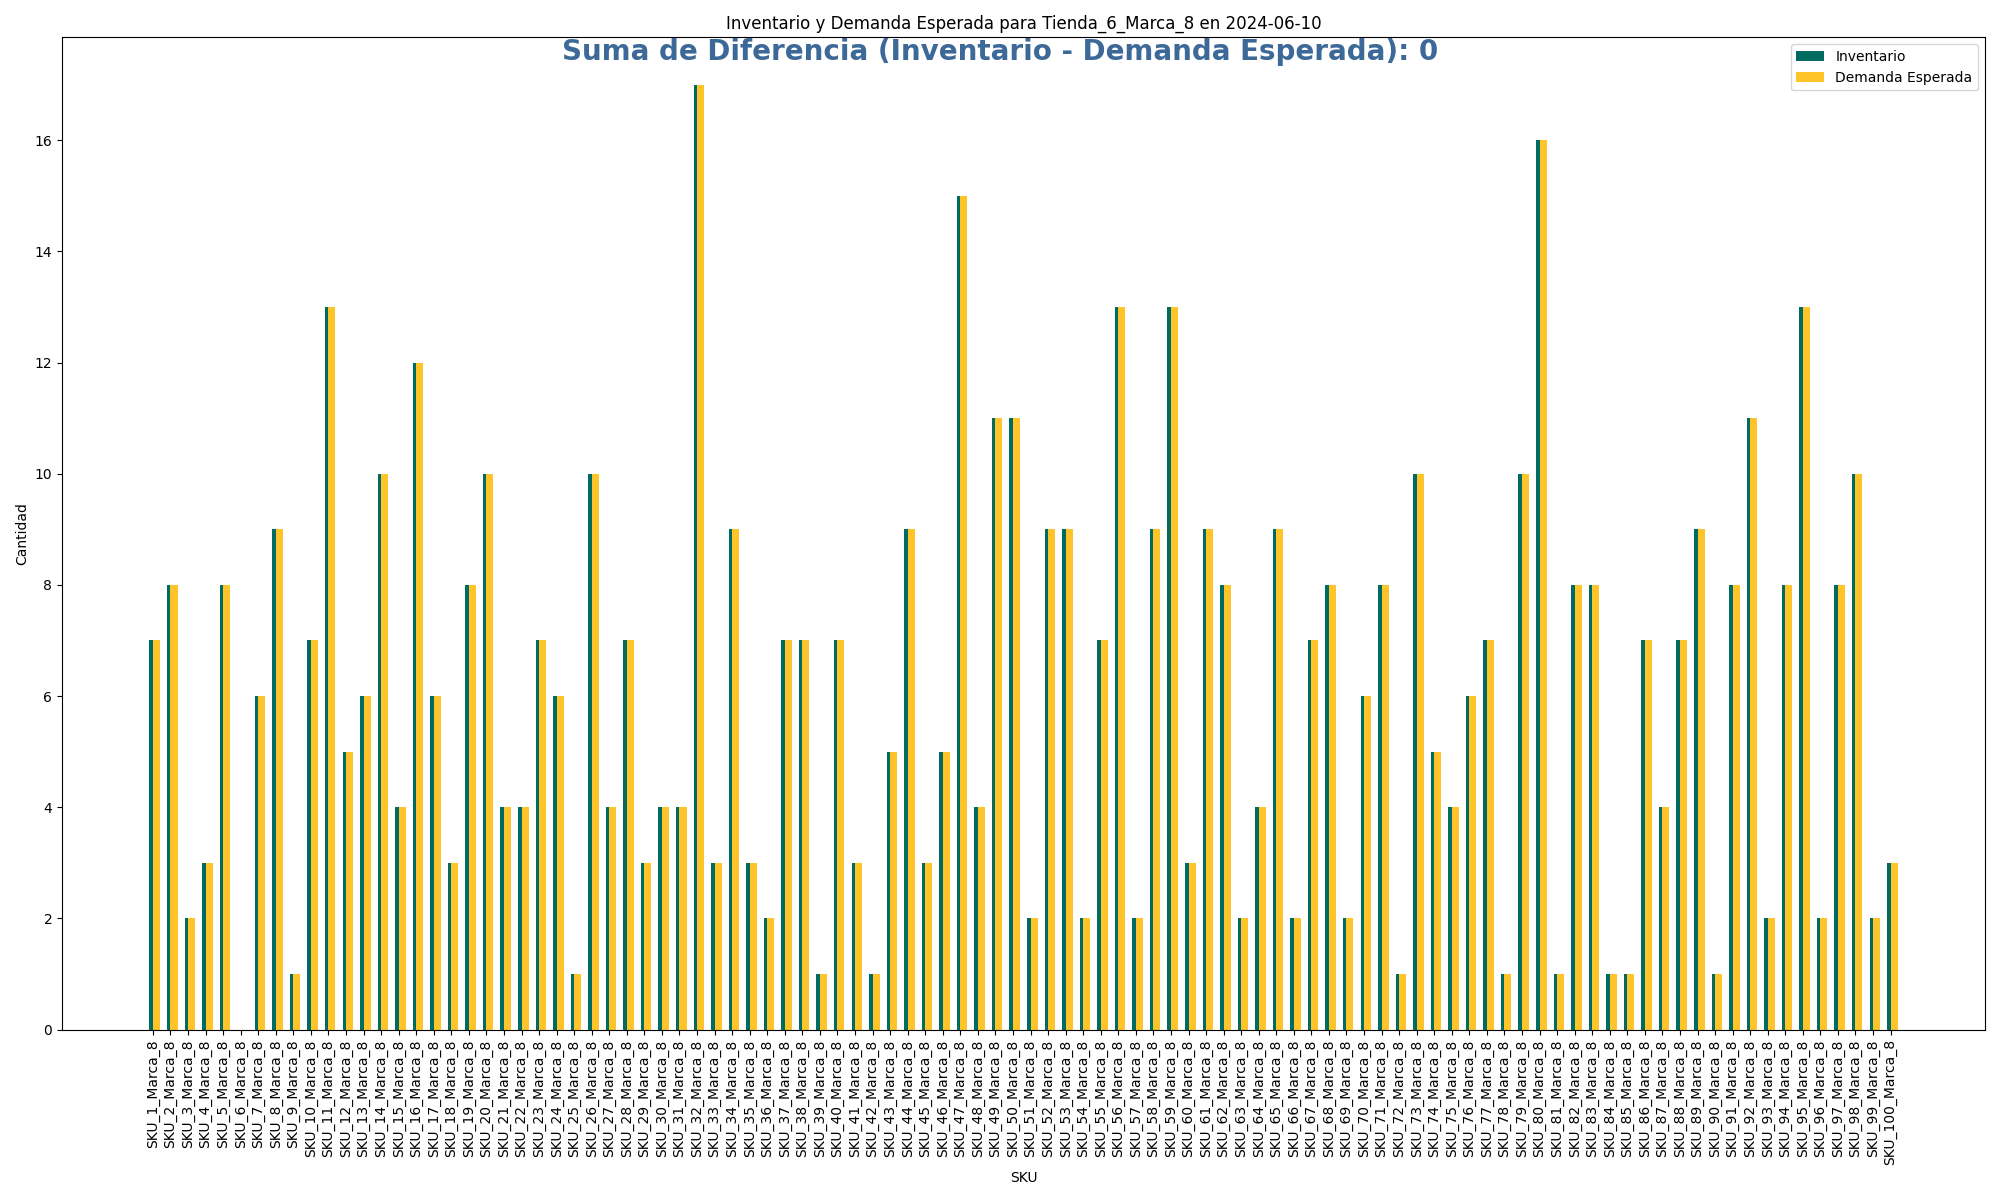 Inventario y Demanda Esperada para Tienda_6_Marca_8 en 2024-06-10
Suma de Diferencia (Inventario - Demanda Esperada): 0
Inventario
Demanda Esperada
Cantidad
16
14
12
10
8
6
4
2
0
SKU_1_Marca_8
SKU_2_Marca_8
SKU_3_Marca_8
SKU_4_Marca_8
SKU_5_Marca_8
SKU_6_Marca_8
SKU_7_Marca_8
SKU_8_Marca_8
SKU_9_Marca_8
SKU_10_Marca_8
SKU_11_Marca_8
SKU_12_Marca_8
SKU_13_Marca_8
SKU_14_Marca_8
SKU_15_Marca_8
SKU_16_Marca_8
SKU_17_Marca_8
SKU_18_Marca_8
SKU_19_Marca_8
SKU_20_Marca_8
SKU_21_Marca_8
SKU_22_Marca_8
SKU_23_Marca_8
SKU_24_Marca_8
SKU_25_Marca_8
SKU_26_Marca_8
SKU_27_Marca_8
SKU_28_Marca_8
SKU_29_Marca_8
SKU_30_Marca_8
SKU_31_Marca_8
SKU_32_Marca_8
SKU_33_Marca_8
SKU_34_Marca_8
SKU_35_Marca_8
SKU_36_Marca_8
SKU_37_Marca_8
SKU_38_Marca_8
SKU_39_Marca_8
SKU_40_Marca_8
SKU_41_Marca_8
SKU_42_Marca_8
SKU_43_Marca_8
SKU_44_Marca_8
SKU_45_Marca_8
SKU_46_Marca_8
SKU_47_Marca_8
SKU_48_Marca_8
SKU_49_Marca_8
SKU_50_Marca_8
SKU_51_Marca_8
SKU_52_Marca_8
SKU_53_Marca_8
SKU_54_Marca_8
SKU_55_Marca_8
SKU_56_Marca_8
SKU_57_Marca_8
SKU_58_Marca_8
SKU_59_Marca_8
SKU_60_Marca_8
SKU_61_Marca_8
SKU_62_Marca_8
SKU_63_Marca_8
SKU_64_Marca_8
SKU_65_Marca_8
SKU_66_Marca_8
SKU_67_Marca_8
SKU_68_Marca_8
SKU_69_Marca_8
SKU_70_Marca_8
SKU_71_Marca_8
SKU_72_Marca_8
SKU_73_Marca_8
SKU_74_Marca_8
SKU_75_Marca_8
SKU_76_Marca_8
SKU_77_Marca_8
SKU_78_Marca_8
SKU_79_Marca_8
SKU_80_Marca_8
SKU_81_Marca_8
SKU_82_Marca_8
SKU_83_Marca_8
SKU_84_Marca_8
SKU_85_Marca_8
SKU_86_Marca_8
SKU_87_Marca_8
SKU_88_Marca_8
SKU_89_Marca_8
SKU_90_Marca_8
SKU_91_Marca_8
SKU_92_Marca_8
SKU_93_Marca_8
SKU_94_Marca_8
SKU_95_Marca_8
SKU_96_Marca_8
SKU_97_Marca_8
SKU_98_Marca_8
SKU_99_Marca_8
SKU_100_Marca_8
SKU